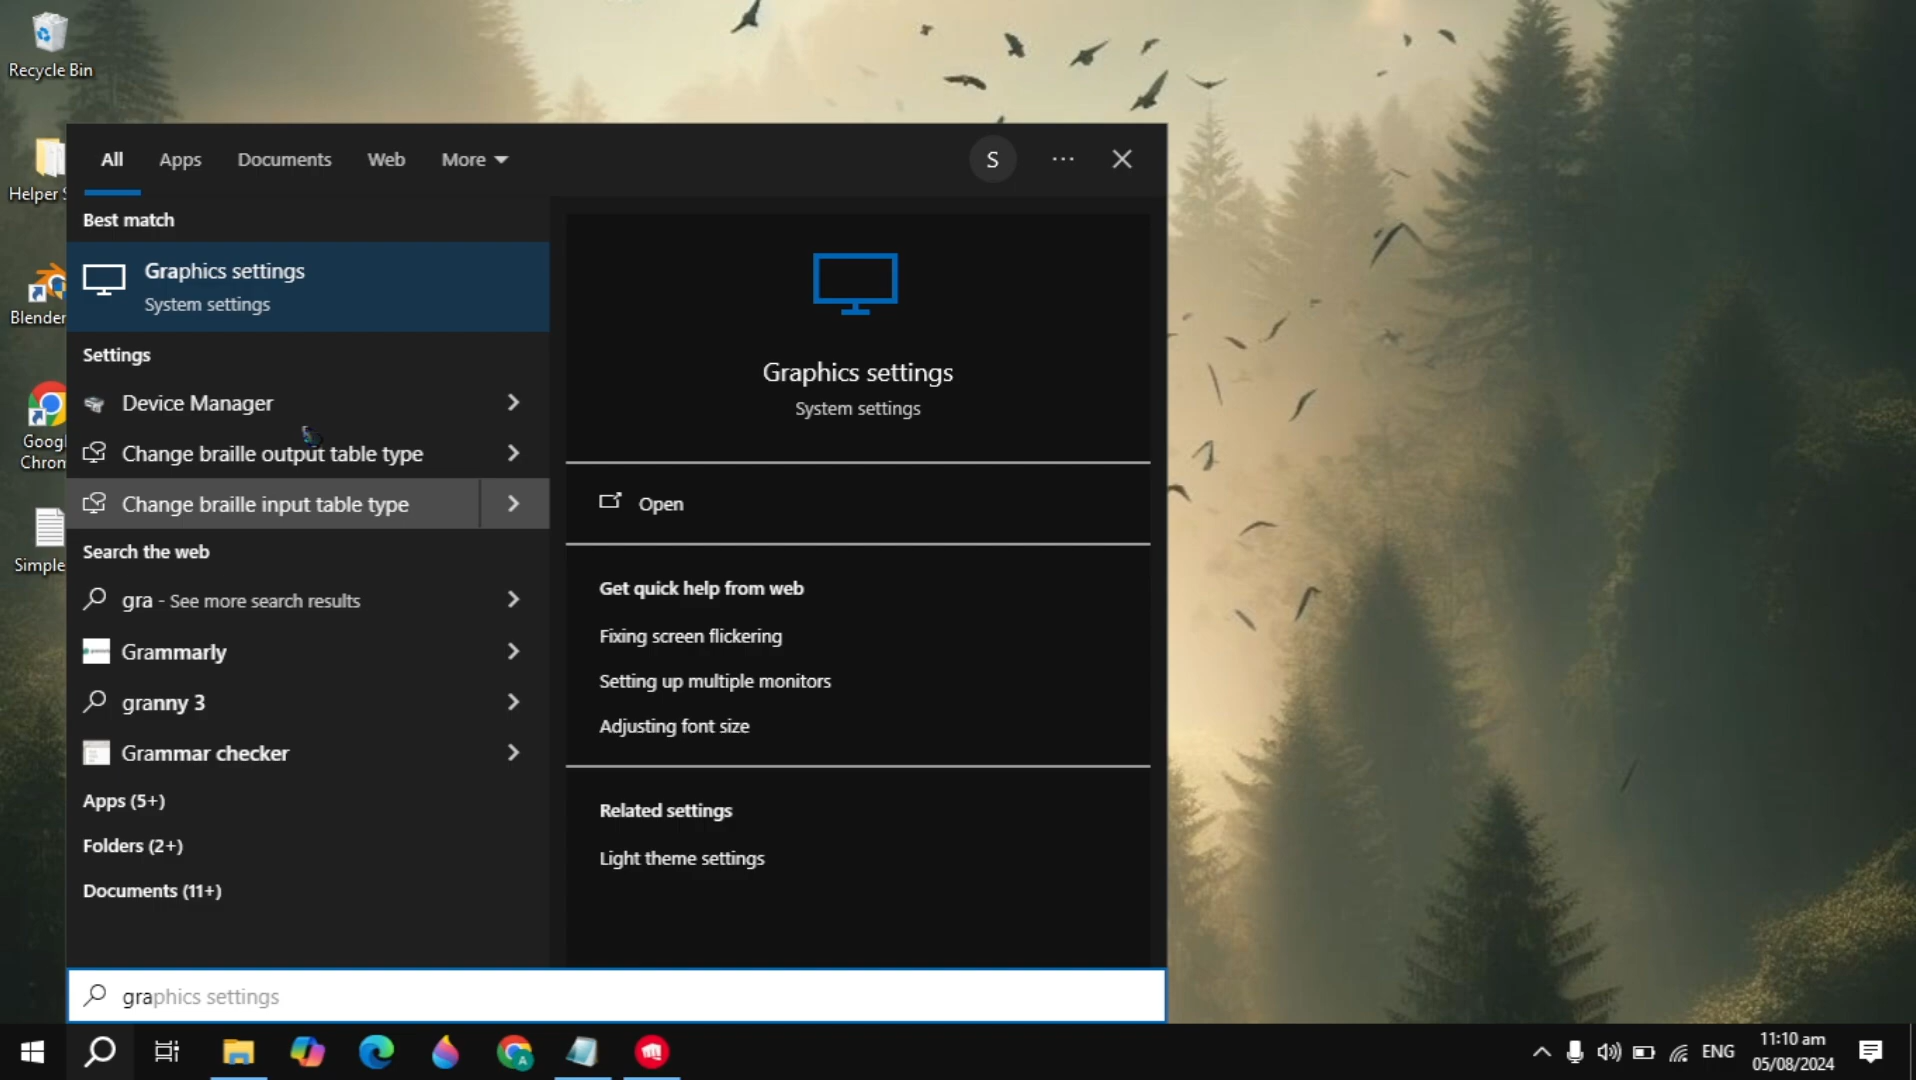 Recycle Bin
Helper S
Blender
Goog
Chrom
Simple
All
Apps
Documents
Web
More
S
Best match
Graphics settings
System settings
Settings
Device Manager
Change braille output table type
Change braille input table type
Search the web
gra - See more search results
Grammarly
granny 3
Grammar checker
Apps (5+)
Folders (2+)
Documents (11+)
Graphics settings
System settings
Open
Get quick help from web
Fixing screen flickering
Setting up multiple monitors
Adjusting font size
Related settings
Light theme settings
graphics settings
A
ENG
11:10 am
05/08/2024